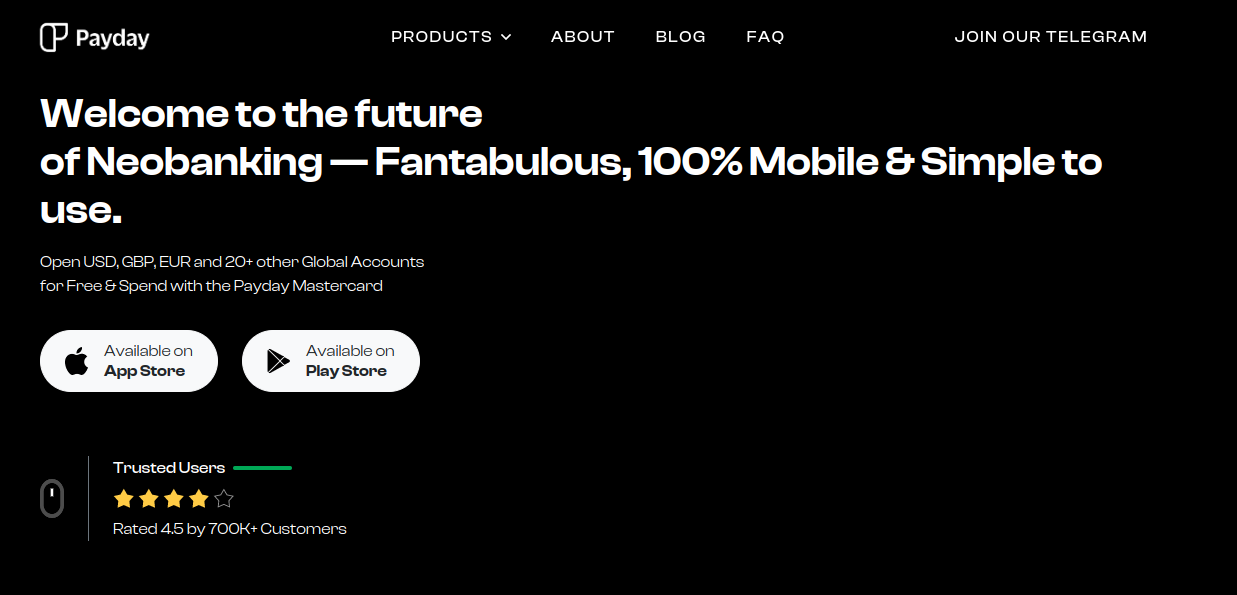 Payday
PRODUCTS
ABOUT
BLOG
FAQ
JOIN OUR TELEGRAM
Welcome to the future
of Neobanking — Fantabulous, 100% Mobile & Simple to
use.
Open USD, GBP, EUR and 20+ other Global Accounts
for Free & Spend with the Payday Mastercard
Available on
App Store
Available on
Play Store
Trusted Users
Rated 4.5 by 700K+ Customers